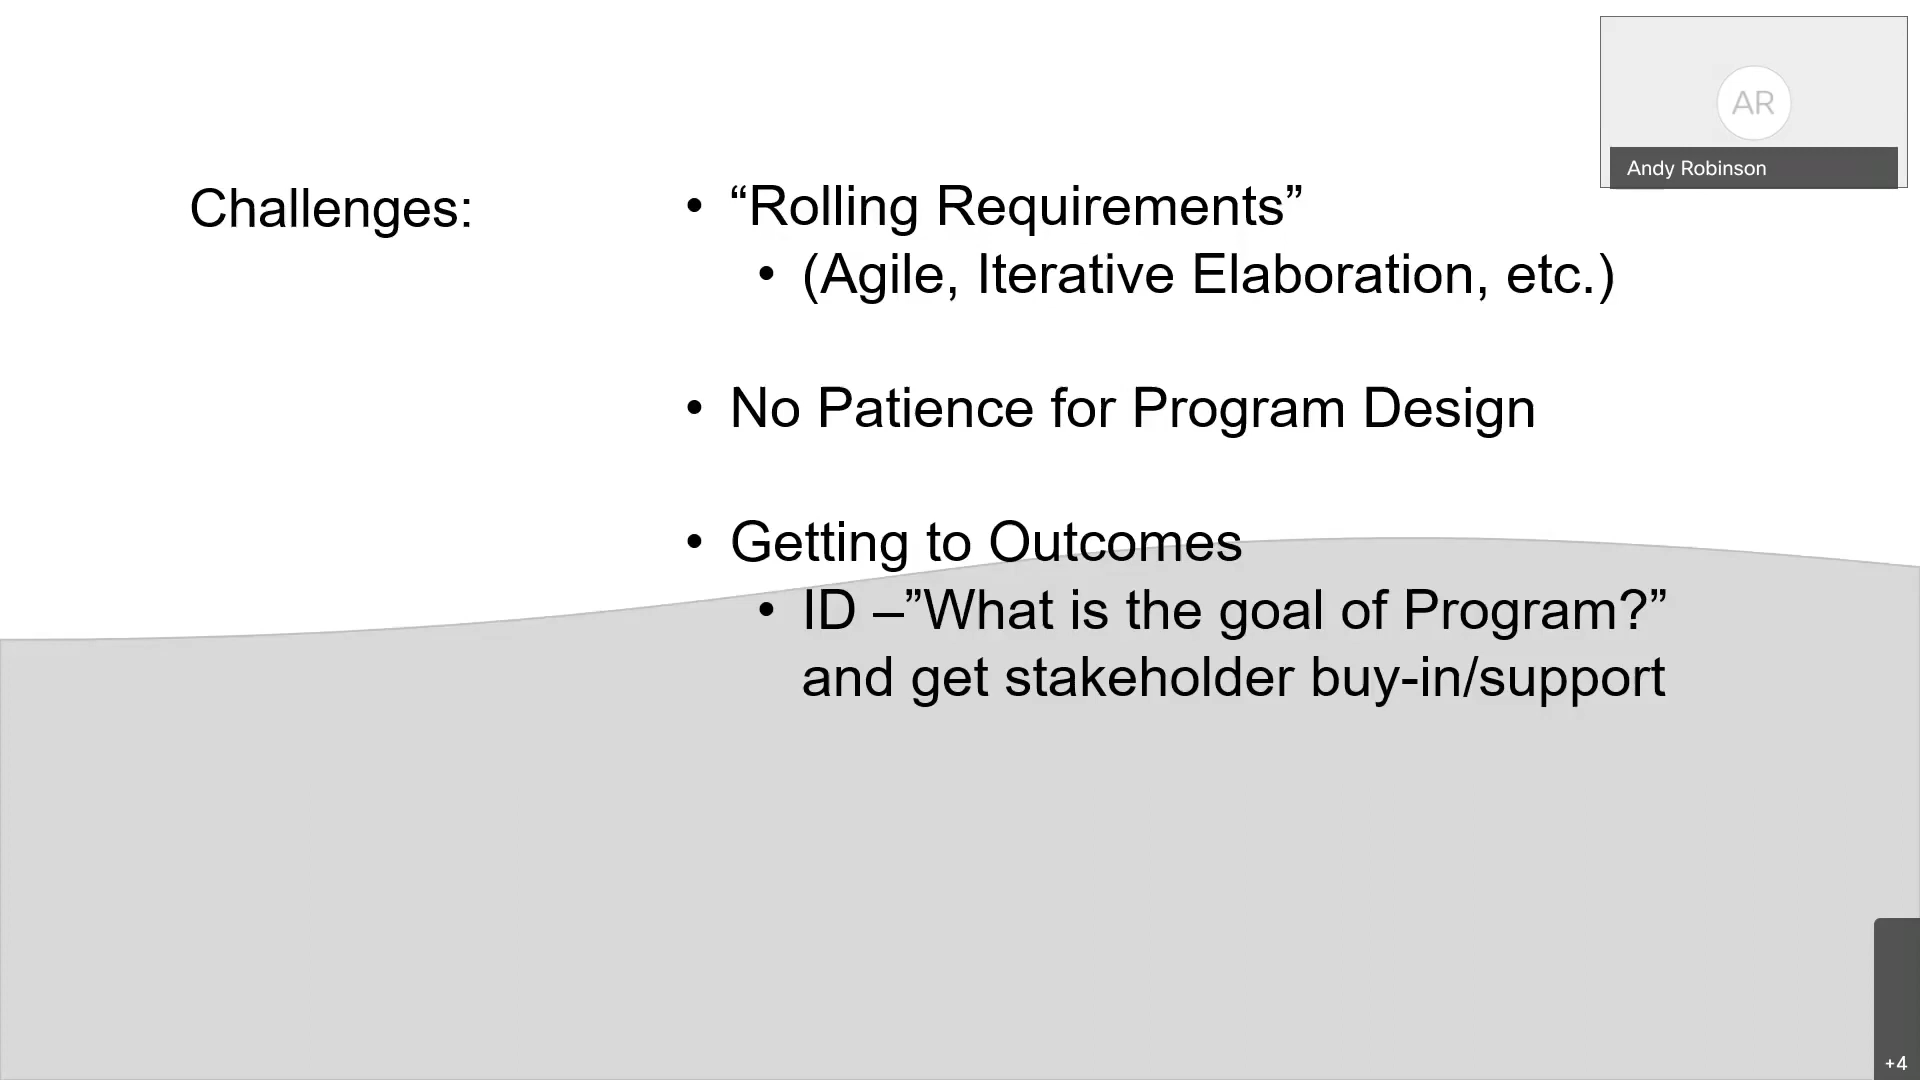 AR
Andy Robinson
Challenges:
• “Rolling Requirements”
• (Agile, Iterative Elaboration, etc.)
• No Patience for Program Design
• Getting to Outcomes
• ID –”What is the goal of Program?”
and get stakeholder buy-in/support
+4